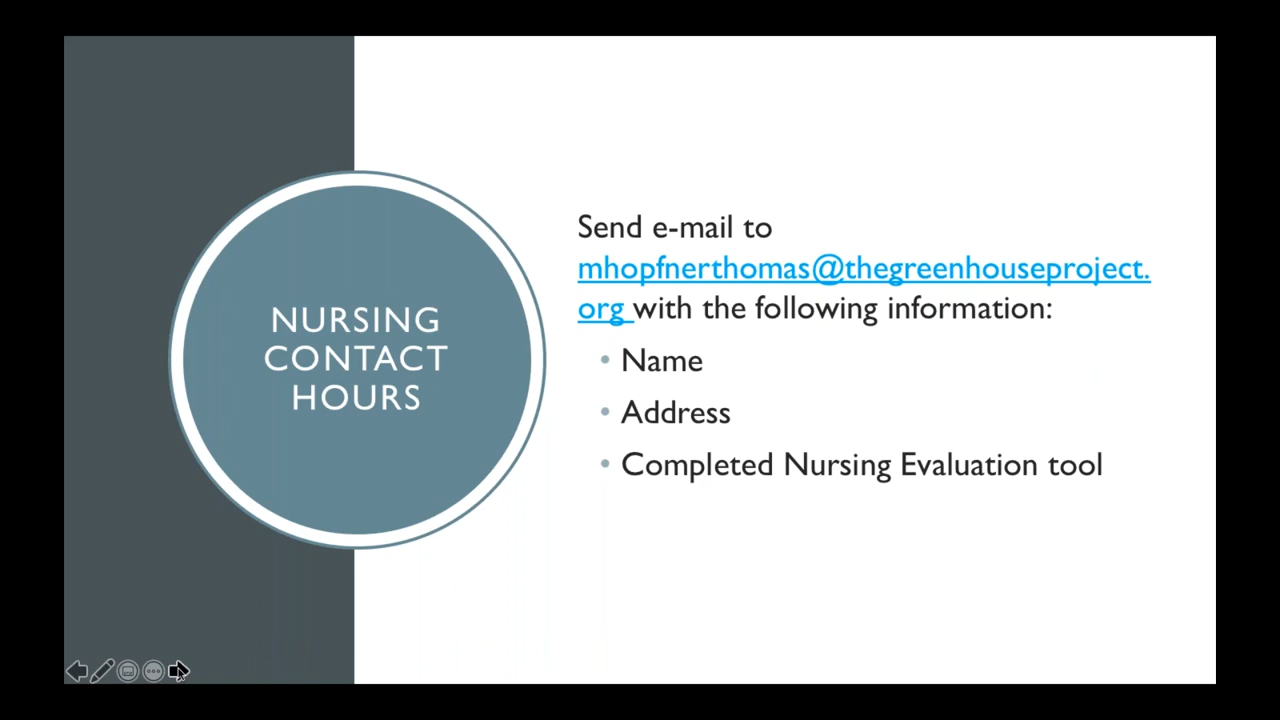 NURSING
CONTACT
HOURS
Send e-mail to
mhopfnerthomas@thegreenhouseproject.
org with the following information:
• Name
• Address
• Completed Nursing Evaluation tool